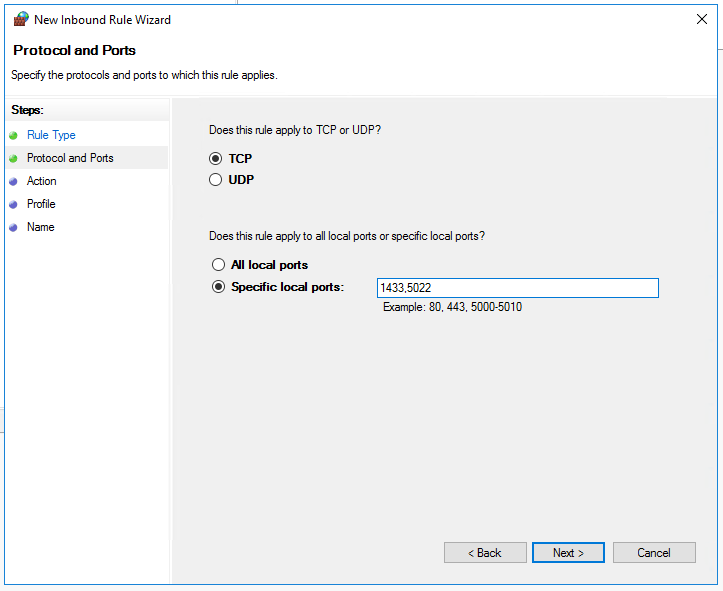 New Inbound Rule Wizard
Protocol and Ports
Specify the protocols and ports to which this rule applies.
Steps:
Rule Type
Protocol and Ports
Action
Profile
Name
Does this rule apply to TCP or UDP?
TCP
UDP
Does this rule apply to all local ports or specific local ports?
All local ports
Specific local ports: 1433,5022
Example: 80, 443, 5000-5010
< Back Next > Cancel